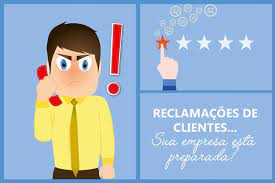 RECLAMAÇÕES DE
CLIENTES...
Sua empresa está
preparada?